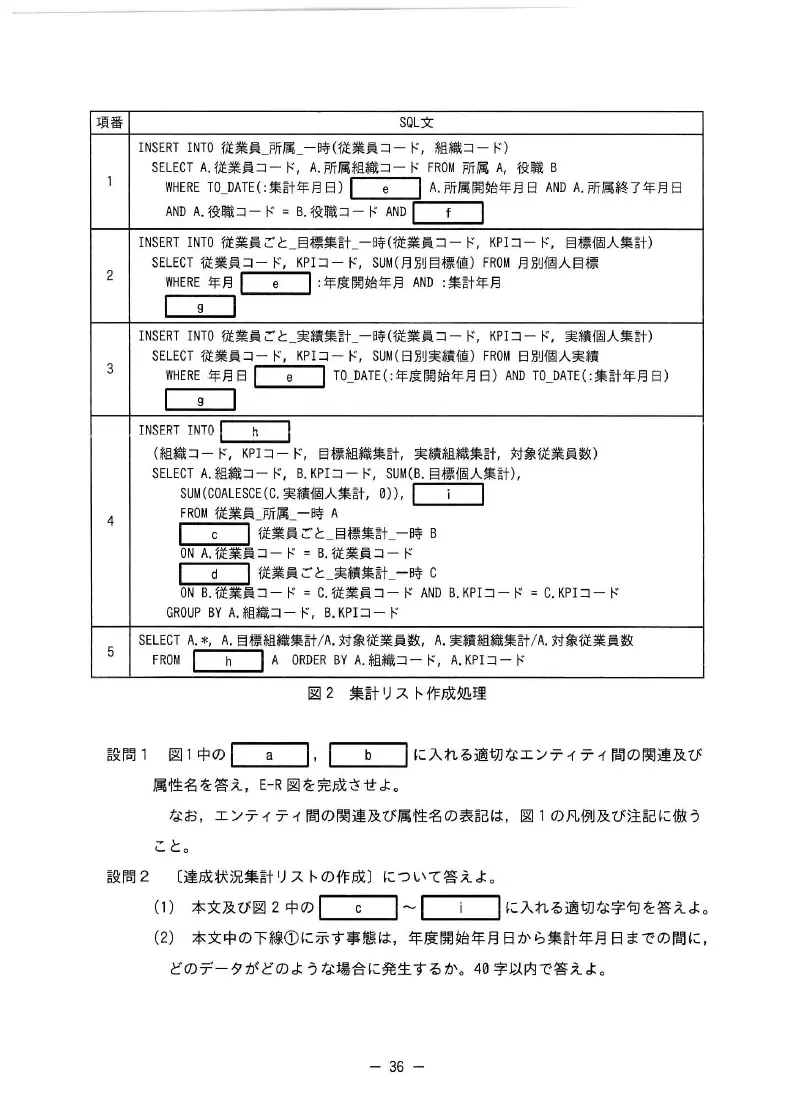 項番 SQL文
1
INSERT INTO 従業員_所属_一時(従業員コード, 組織コード)
SELECT A.従業員コード, A.所属組織コード FROM 所属 A, 役職 B
WHERE TO_DATE(:集計年月日) e A.所属開始年月日 AND A.所属終了年月日
AND A.役職コード = B.役職コード AND f
2
INSERT INTO 従業員ごと_目標集計_一時(従業員コード, KPIコード, 目標個人集計)
SELECT 従業員コード, KPIコード, SUM(月別目標値) FROM 月別個人目標
WHERE 年月 e :年度開始年月 AND :集計年月
g
3
INSERT INTO 従業員ごと_実績集計_一時(従業員コード, KPIコード, 実績個人集計)
SELECT 従業員コード, KPIコード, SUM(日別実績値) FROM 日別個人実績
WHERE 年月日 e TO_DATE(:年度開始年月日) AND TO_DATE(:集計年月日)
g
4
INSERT INTO h
(組織コード, KPIコード, 目標組織集計, 実績組織集計, 対象従業員数)
SELECT A.組織コード, B.KPIコード, SUM(B.目標個人集計),
SUM(COALESCE(C.実績個人集計, 0)), i
FROM 従業員_所属_一時 A
c 従業員ごと_目標集計_一時 B
ON A.従業員コード = B.従業員コード
d 従業員ごと_実績集計_一時 C
ON B.従業員コード = C.従業員コード AND B.KPIコード = C.KPIコード
GROUP BY A.組織コード, B.KPIコード
5
SELECT A.*, A.目標組織集計/A.対象従業員数, A.実績組織集計/A.対象従業員数
FROM h A ORDER BY A.組織コード, A.KPIコード
図2 集計リスト作成処理
設問1 図1中の a , b に入れる適切なエンティティ間の関連及び
属性名を答え，E-R図を完成させよ。
なお，エンティティ間の関連及び属性名の表記は，図1の凡例及び注記に倣う
こと。
設問2 〔達成状況集計リストの作成〕について答えよ。
(1) 本文及び図2中の c ～ i に入れる適切な字句を答えよ。
(2) 本文中の下線①に示す事態は，年度開始年月日から集計年月日までの間に，
どのデータがどのような場合に発生するか。40字以内で答えよ。
－ 36 －